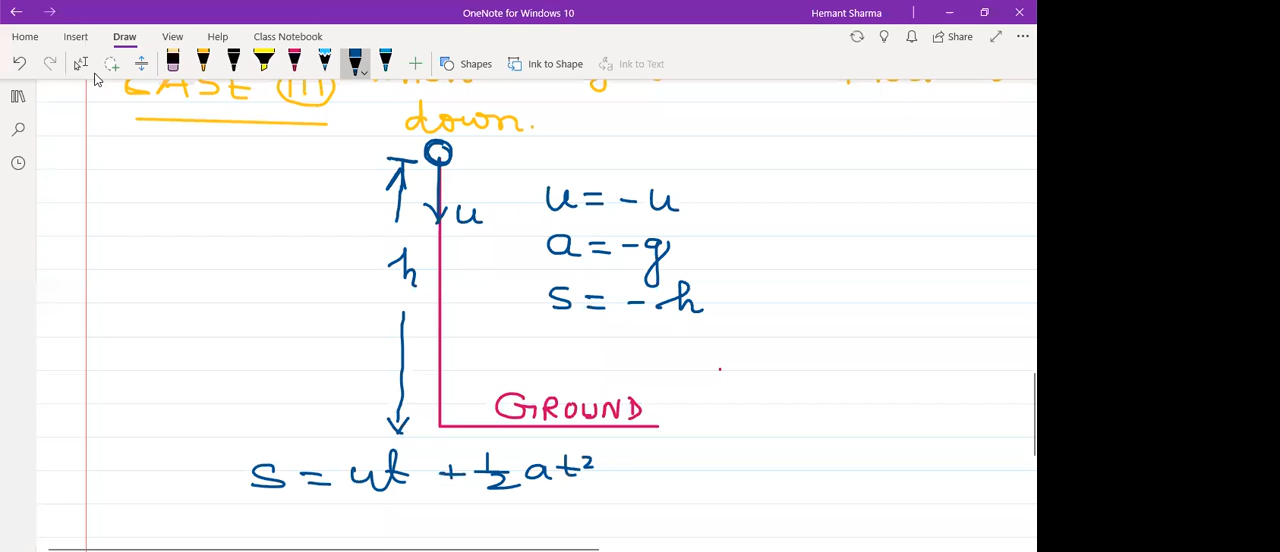 OneNote for Windows 10
Hemant Sharma
Home Insert Draw View Help Class Notebook
Share
Shapes Ink to Shape Ink to Text
CASE III
down.
u
u = -u
a = -g
h
s = -h
GROUND
s = ut + 1/2 at²